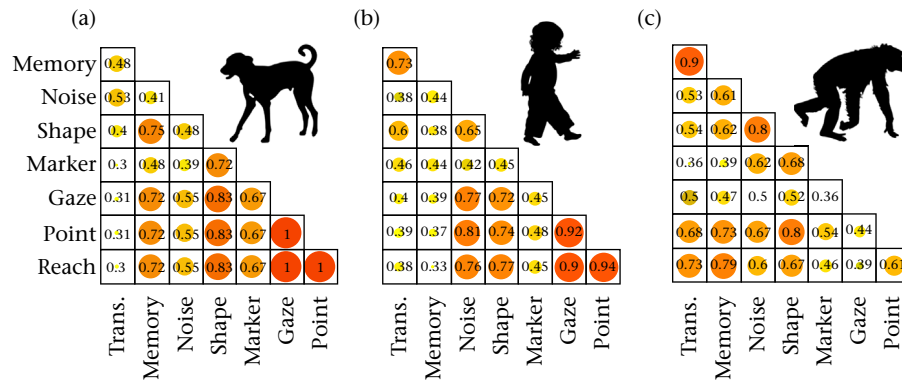 (a) (b) (c)
Memory 0.48 0.73 0.9
Noise 0.53 0.41 0.38 0.44 0.53 0.61
Shape 0.4 0.75 0.48 0.6 0.38 0.65 0.54 0.62 0.8
Marker 0.3 0.48 0.39 0.72 0.46 0.44 0.42 0.45 0.36 0.39 0.62 0.68
Gaze 0.31 0.72 0.55 0.83 0.67 0.4 0.39 0.77 0.72 0.45 0.5 0.47 0.5 0.52 0.36
Point 0.31 0.72 0.55 0.83 0.67 1 0.39 0.37 0.81 0.74 0.48 0.92 0.68 0.73 0.67 0.8 0.54 0.44
Reach 0.3 0.72 0.55 0.83 0.67 1 1 0.38 0.33 0.76 0.77 0.45 0.9 0.94 0.73 0.79 0.6 0.67 0.46 0.39 0.61
Trans. Memory Noise Shape Marker Gaze Point Trans. Memory Noise Shape Marker Gaze Point Trans. Memory Noise Shape Marker Gaze Point